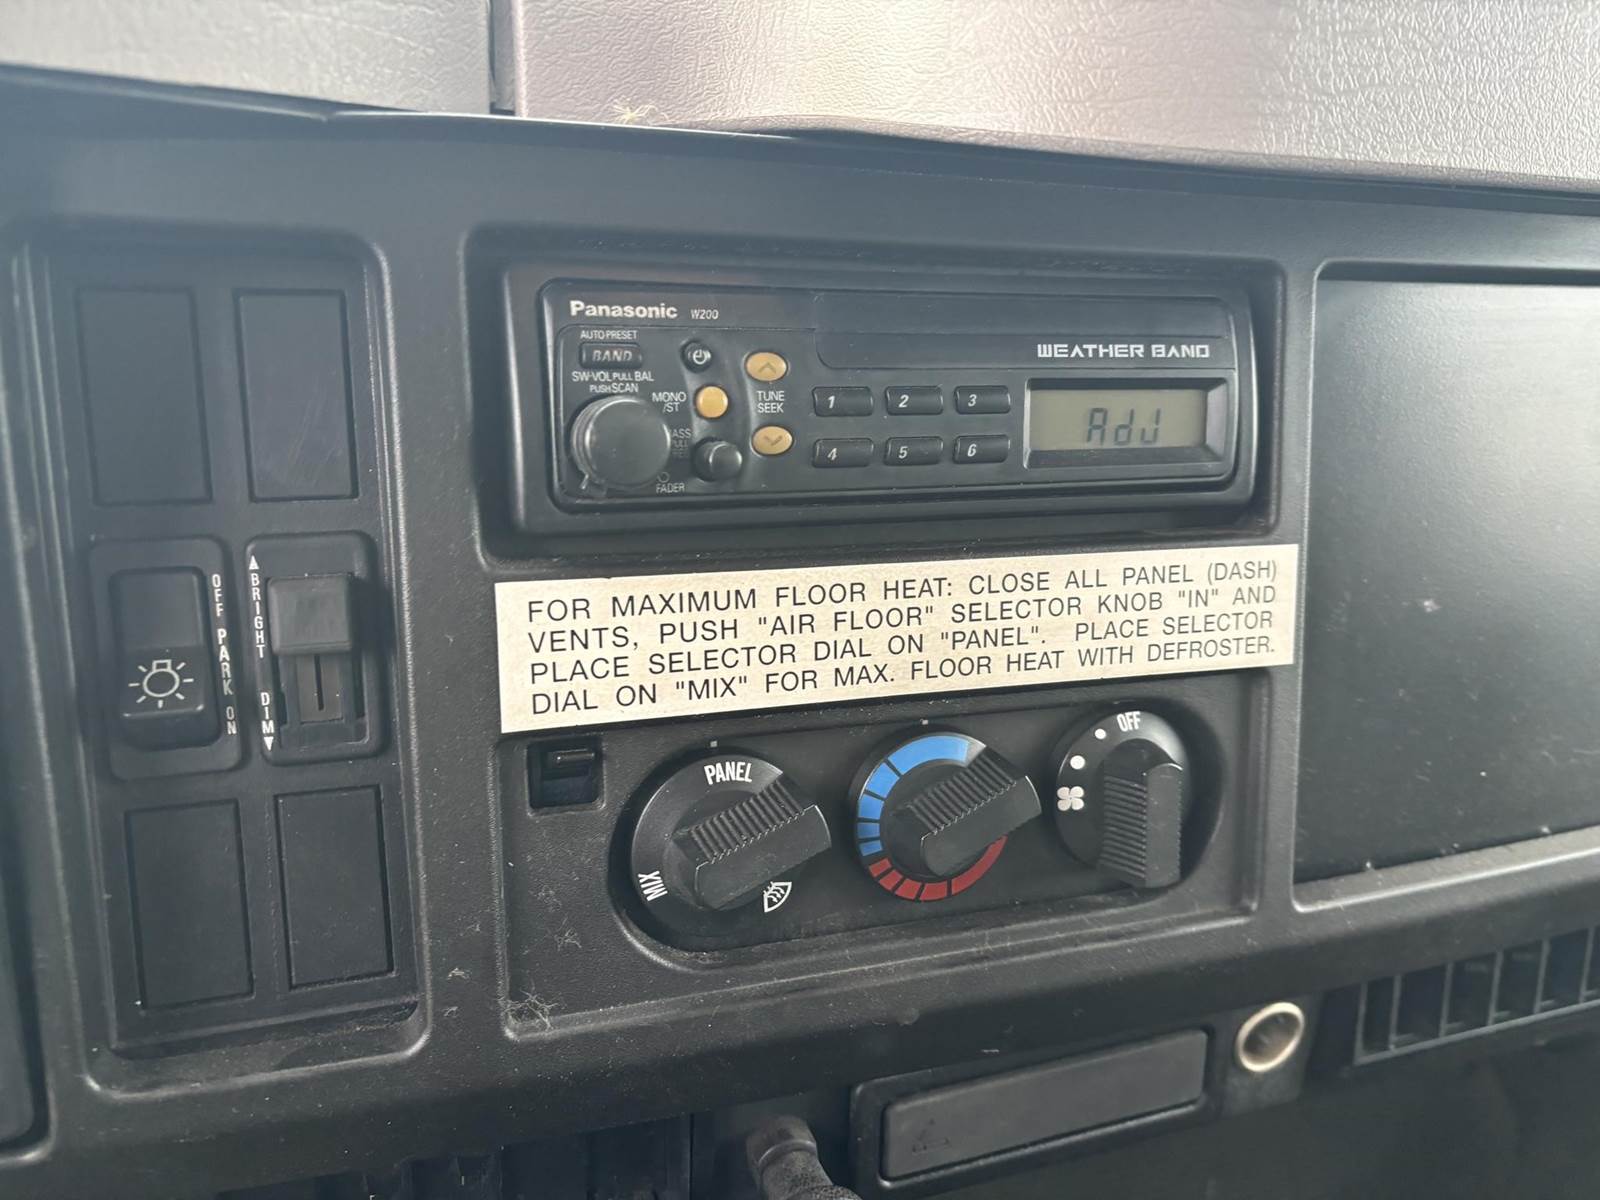 Panasonic W200
AUTO PRESET
BAND
SW-VOL PULL BAL
PUSH SCAN
MONO
/ST
TUNE
SEEK
FADER
1 2 3
4 5 6
WEATHER BAND
AdJ
OFF PARK ON
BRIGHT DIM
FOR MAXIMUM FLOOR HEAT: CLOSE ALL PANEL (DASH)
VENTS, PUSH "AIR FLOOR" SELECTOR KNOB "IN" AND
PLACE SELECTOR DIAL ON "PANEL". PLACE SELECTOR
DIAL ON "MIX" FOR MAX. FLOOR HEAT WITH DEFROSTER.
PANEL
MIX
OFF